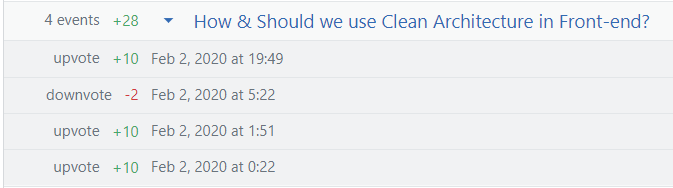 4 events +28 How & Should we use Clean Architecture in Front-end?
upvote +10 Feb 2, 2020 at 19:49
downvote -2 Feb 2, 2020 at 5:22
upvote +10 Feb 2, 2020 at 1:51
upvote +10 Feb 2, 2020 at 0:22